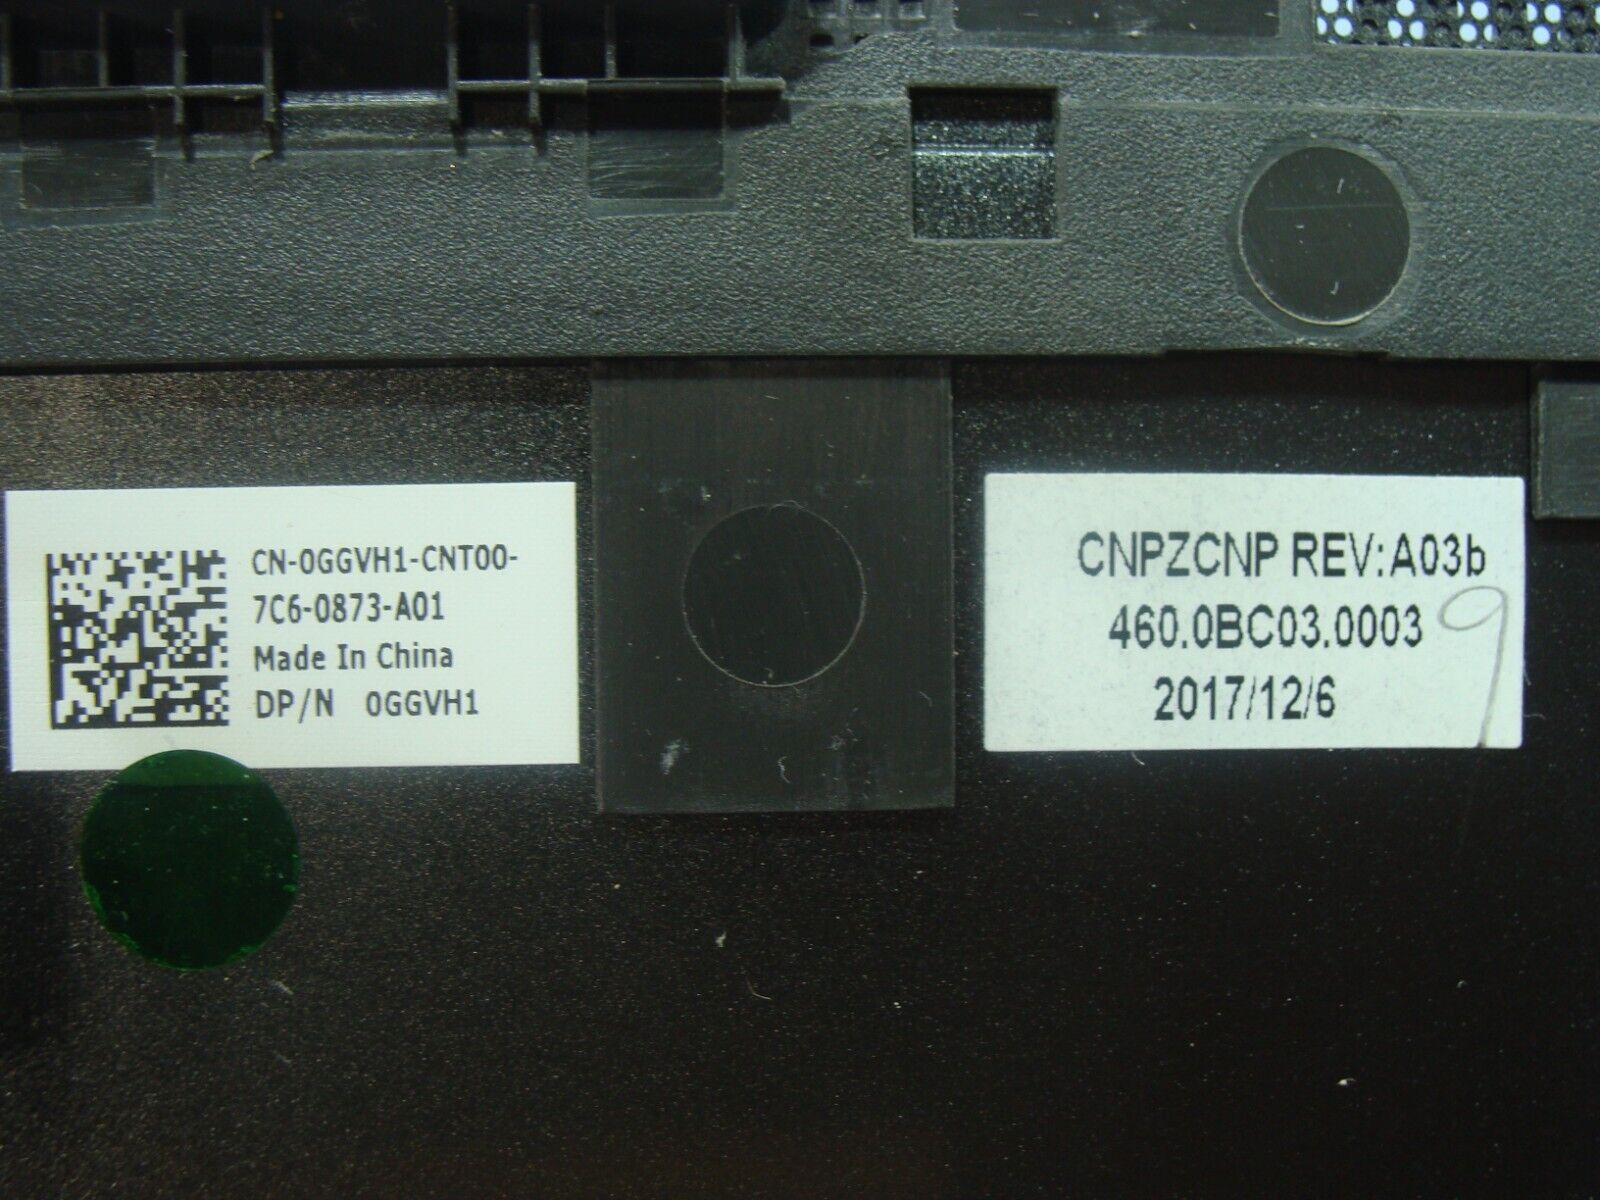 CN-0GGVH1-CNT00-
7C6-0873-A01
Made In China
DP/N 0GGVH1
CNPZCNP REV:A03b
460.0BC03.0003
2017/12/6
9